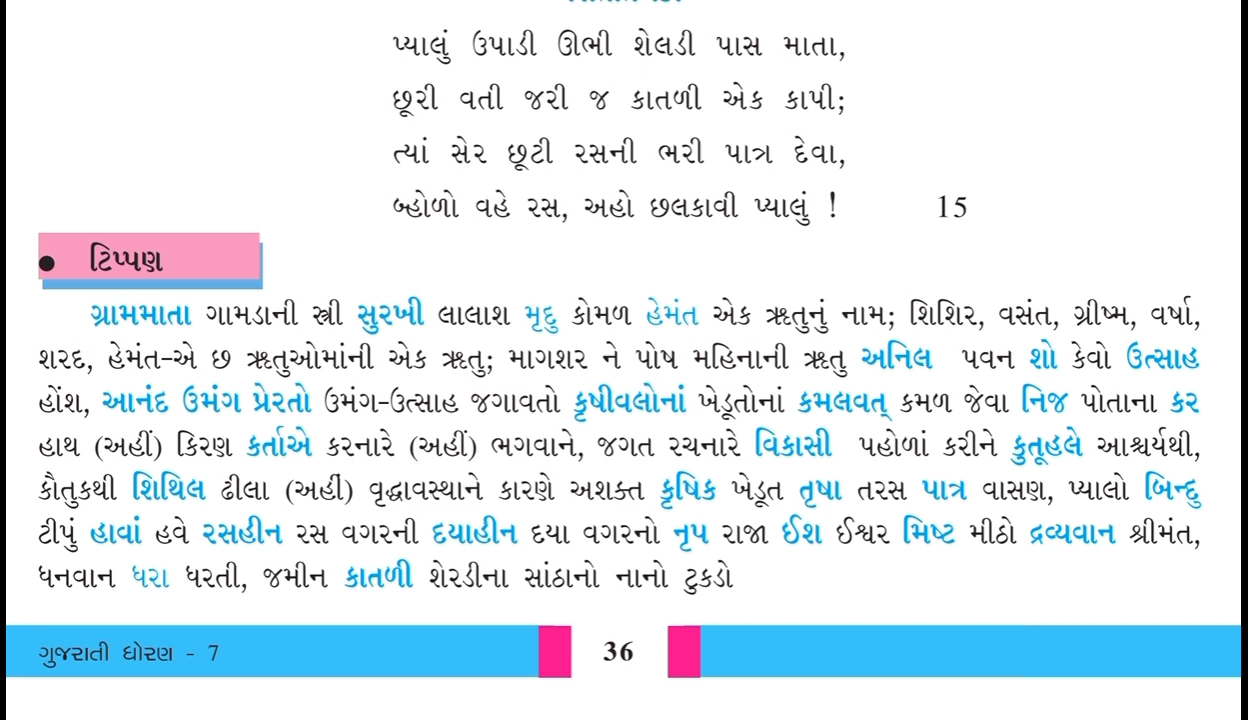 પ્યાલું ઉપાડી ઊભી શેલડી પાસ માતા,
છૂરી વતી જરી જ કાતળી એક કાપી;
ત્યાં સેર છૂટી રસની ભરી પાત્ર દેવા,
બ્હોળો વહે રસ, અહો છલકાવી પ્યાલું ! 15
• ટિપ્પણ
ગ્રામમાતા ગામડાની સ્ત્રી સુરખી લાલાશ મૃદુ કોમળ હેમંત એક ઋતુનું નામ; શિશિર, વસંત, ગ્રીષ્મ, વર્ષા,
શરદ, હેમંત-એ છ ઋતુઓમાંની એક ઋતુ; માગશર ને પોષ મહિનાની ઋતુ અનિલ પવન શો કેવો ઉત્સાહ
હોંશ, આનંદ ઉમંગ પ્રેરતો ઉમંગ-ઉત્સાહ જગાવતો કૃષીવલોનાં ખેડૂતોનાં કમલવત્ કમળ જેવા નિજ પોતાના કર
હાથ (અહીં) કિરણ કર્તાએ કરનારે (અહીં) ભગવાને, જગત રચનારે વિકાસી પહોળાં કરીને કુતૂહલે આશ્ચર્યથી,
કૌતુકથી શિથિલ ઢીલા (અહીં) વૃદ્ધાવસ્થાને કારણે અશક્ત કૃષિક ખેડૂત તૃષા તરસ પાત્ર વાસણ, પ્યાલો બિન્દુ
ટીપું હાવાં હવે રસહીન રસ વગરની દયાહીન દયા વગરનો નૃપ રાજા ઈશ ઈશ્વર મિષ્ટ મીઠો દ્રવ્યવાન શ્રીમંત,
ધનવાન ધરા ધરતી, જમીન કાતળી શેરડીના સાંઠાનો નાનો ટુકડો
ગુજરાતી ધોરણ - 7 36